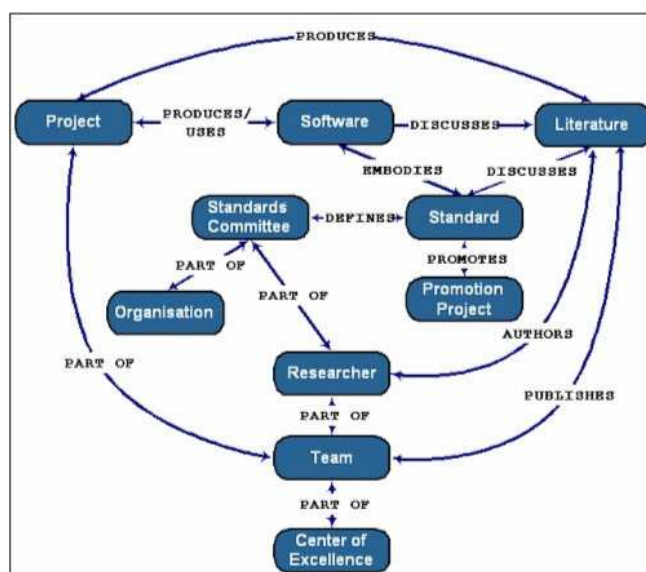 PRODUCES
Project
PRODUCES/
USES
Software
DISCUSSES
Literature
EMBODIES
DISCUSSES
Standards
Committee
DEFINES
Standard
PART OF
PROMOTES
Organisation
PART OF
Promotion
Project
PART OF
AUTHORS
Researcher
PUBLISHES
PART OF
Team
PART OF
Center of
Excellence